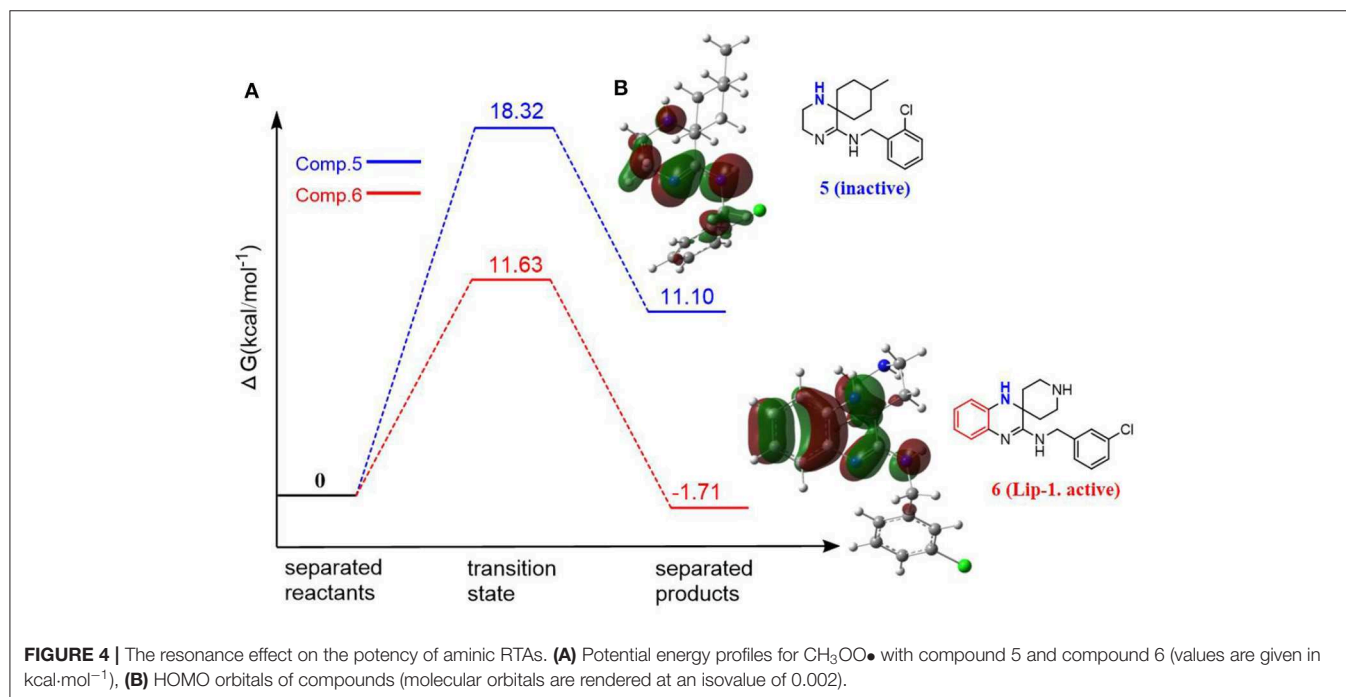 A
B
18.32
H
N
Cl
N
N
H
5 (inactive)
Comp.5
Comp.6
11.63
11.10
Δ G(kcal/mol⁻¹)
H
N
NH
N
N
H
Cl
6 (Lip-1. active)
0
-1.71
separated
reactants
transition
state
separated
products
FIGURE 4 | The resonance effect on the potency of aminic RTAs. (A) Potential energy profiles for CH₃OO● with compound 5 and compound 6 (values are given in
kcal·mol⁻¹), (B) HOMO orbitals of compounds (molecular orbitals are rendered at an isovalue of 0.002).